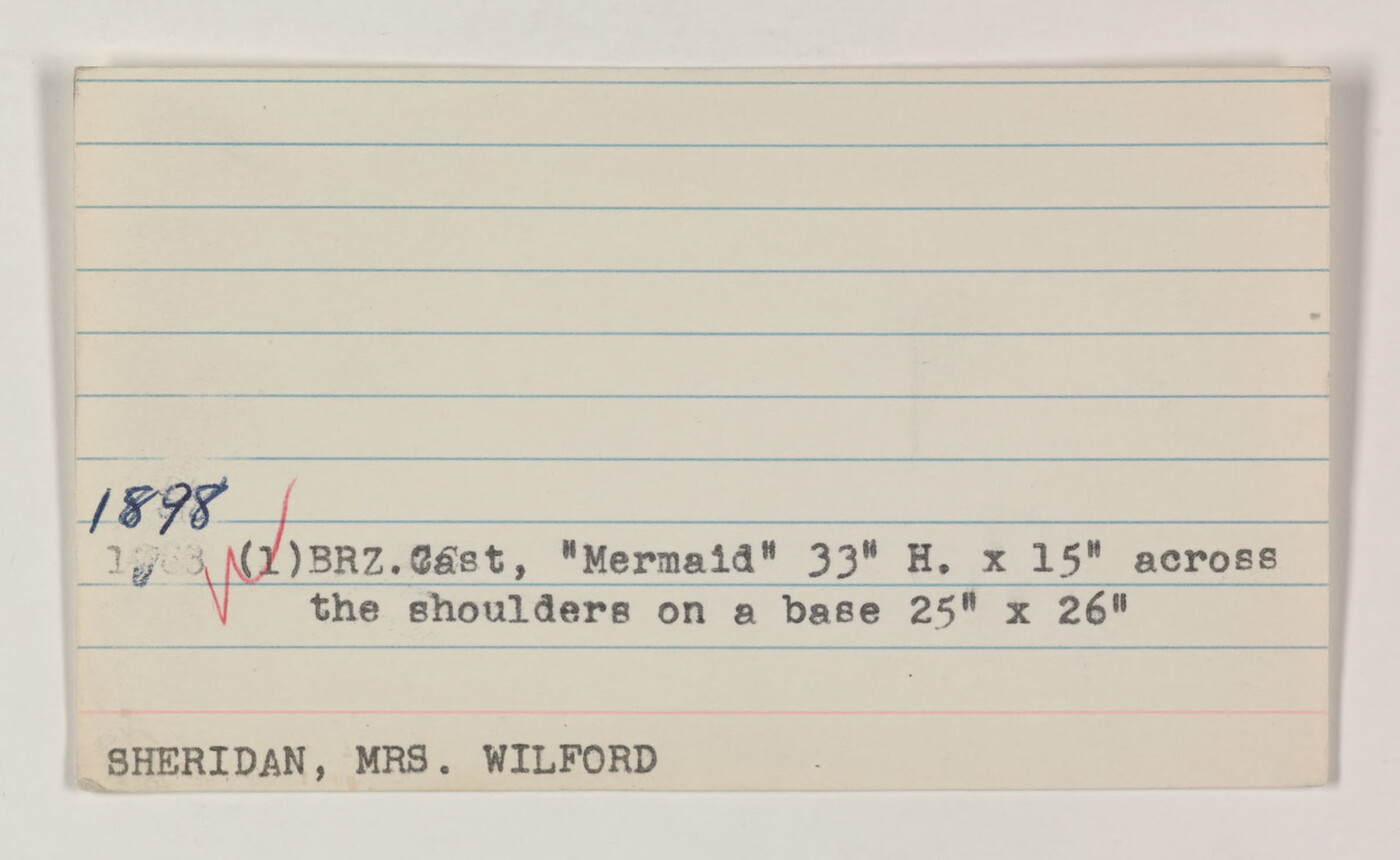 1898
(1)BRZ.Cast, "Mermaid" 33" H. x 15" across
the shoulders on a base 25" x 26"
SHERIDAN, MRS. WILFORD